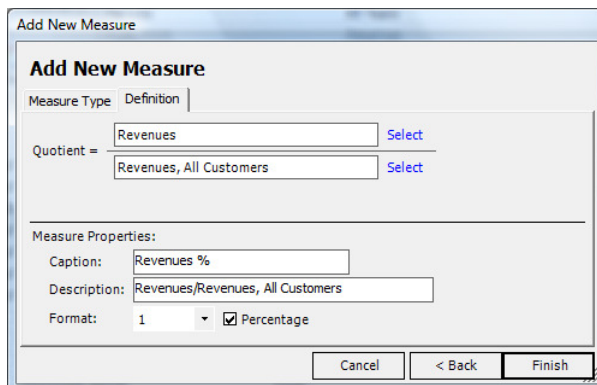 Add New Measure
Add New Measure
Measure Type Definition
Revenues Select
Quotient =
Revenues, All Customers Select
Measure Properties:
Caption: Revenues %
Description: Revenues/Revenues, All Customers
Format: 1 Percentage
Cancel < Back Finish